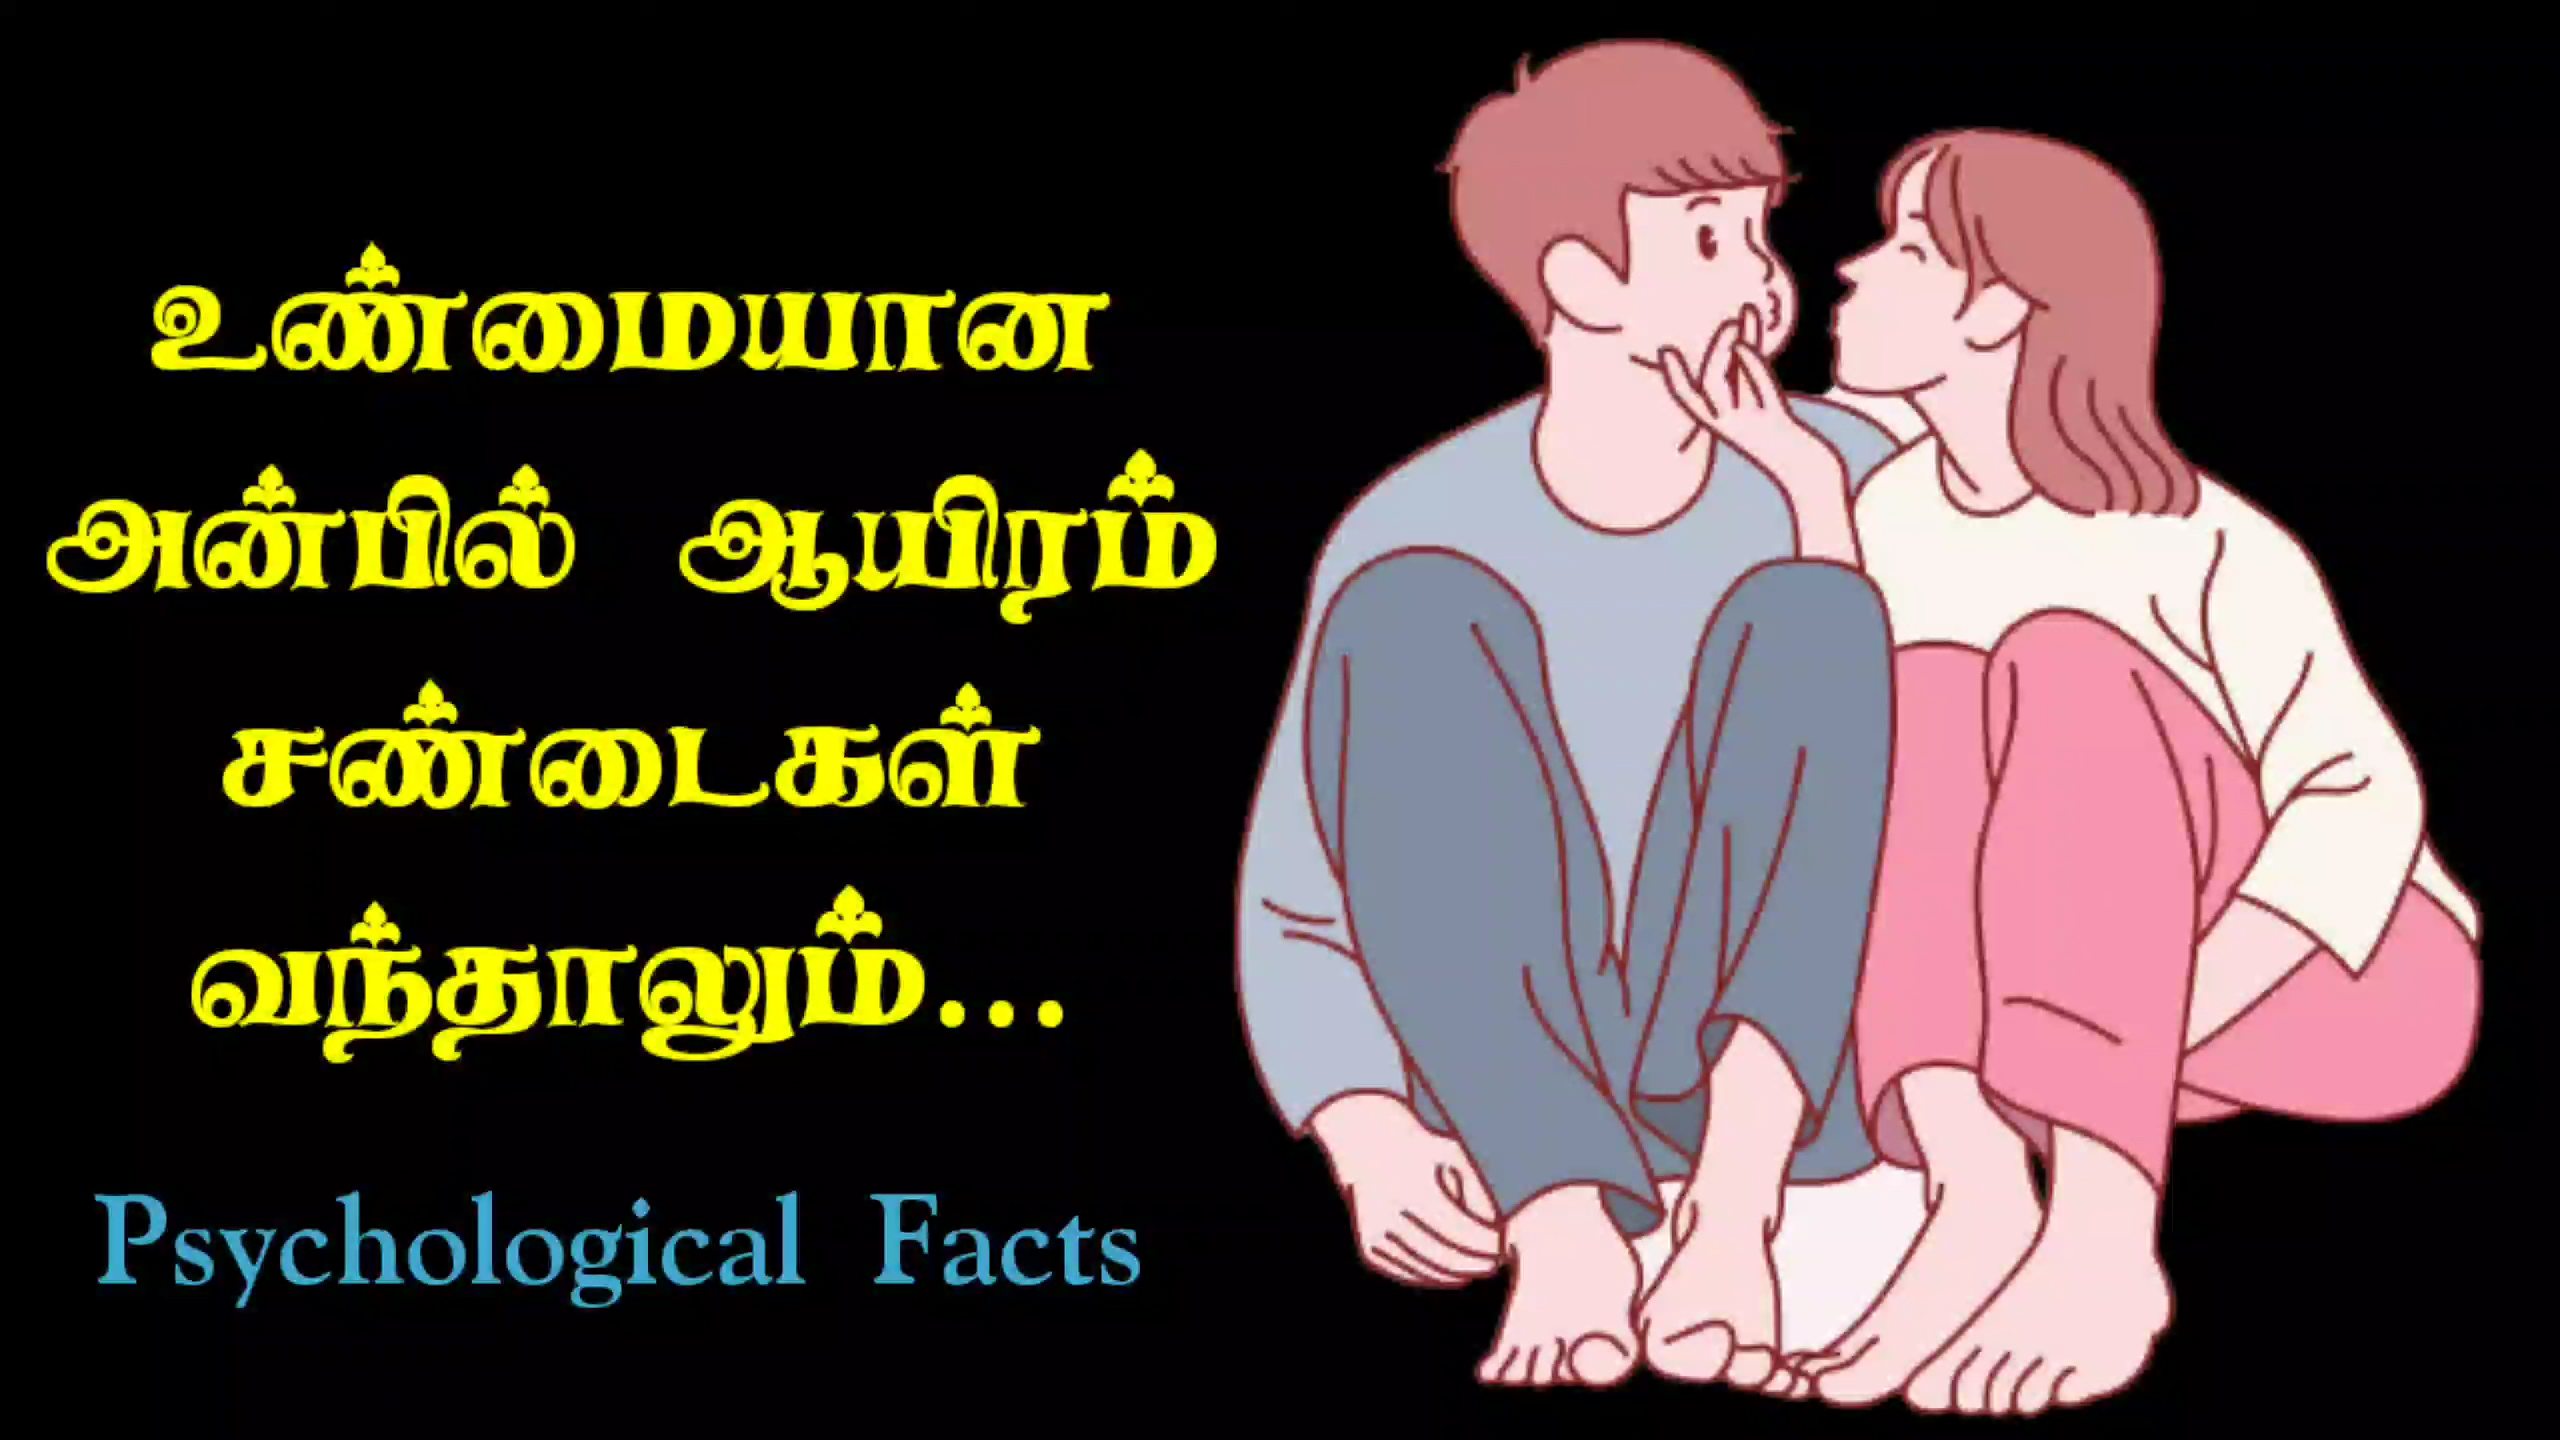 உண்மையான
அன்பில் ஆயிரம்
சண்டைகள்
வந்தாலும்...
Psychological Facts